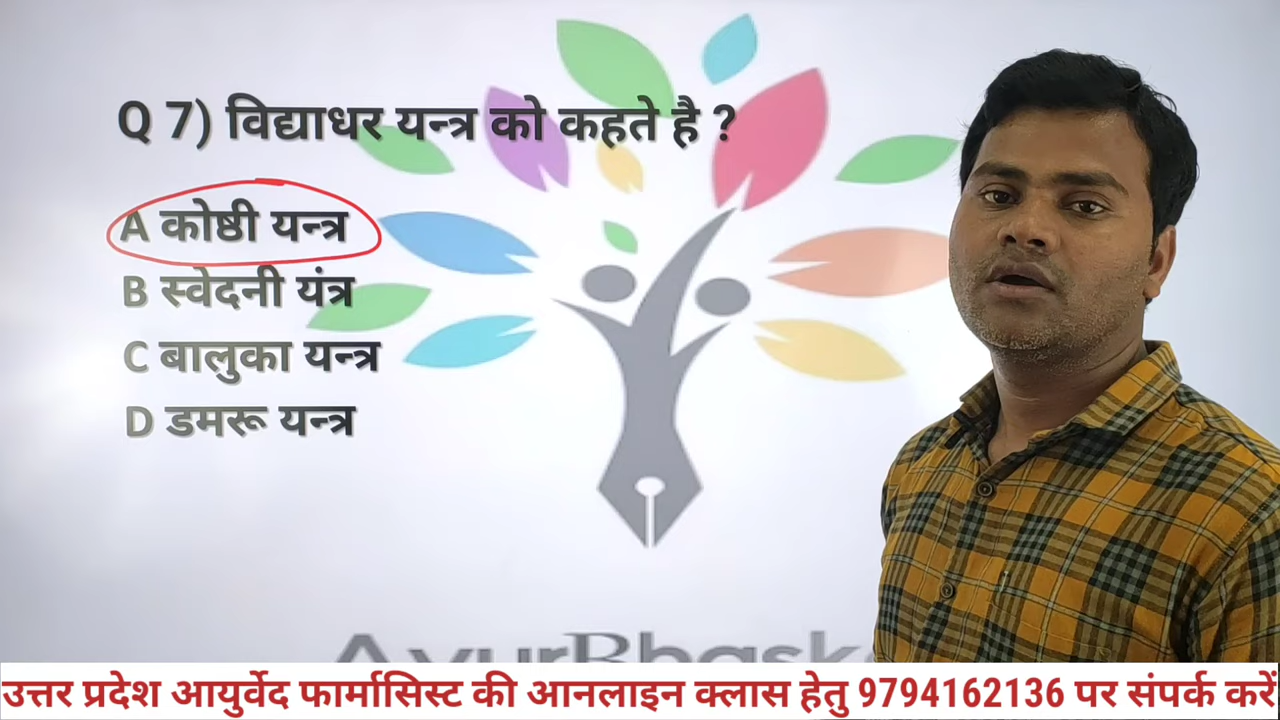 Q 7) विद्याधर यन्त्र को कहते है ?
A कोष्ठी यन्त्र
B स्वेदनी यंत्र
C बालुका यन्त्र
D डमरू यन्त्र
उत्तर प्रदेश आयुर्वेद फार्मासिस्ट की आनलाइन क्लास हेतु 9794162136 पर संपर्क करें